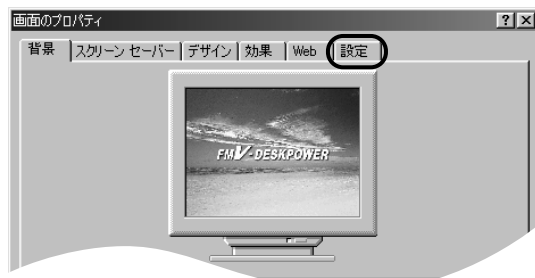 画面のプロパティ ? ×
背景 スクリーン セーバー デザイン 効果 Web 設定
FMV-DESKPOWER